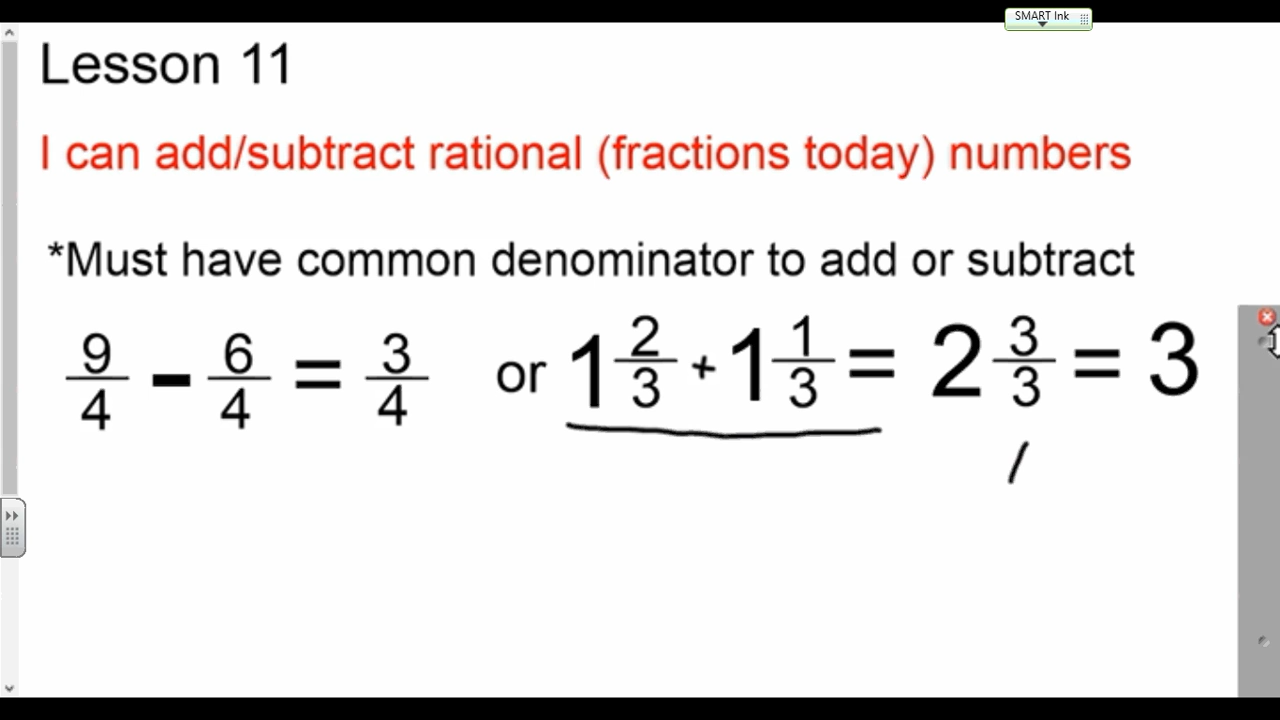 SMART Ink
Lesson 11
I can add/subtract rational (fractions today) numbers
*Must have common denominator to add or subtract
9/4 - 6/4 = 3/4 or 1 2/3 + 1 1/3 = 2 3/3 = 3
/